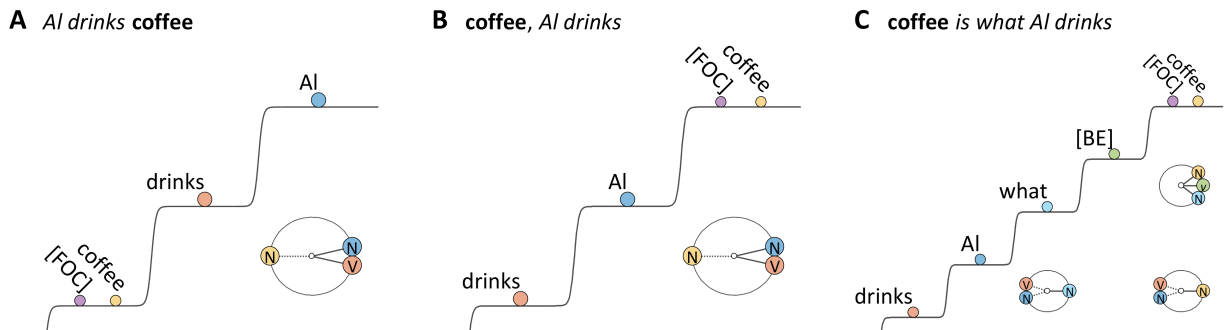 A Al drinks coffee
Al
drinks
[FOC]
coffee
N
N
V
B coffee, Al drinks
[FOC]
coffee
Al
drinks
N
N
V
C coffee is what Al drinks
[FOC]
coffee
[BE]
what
Al
drinks
N
v
N
V
N
N
V
N
N